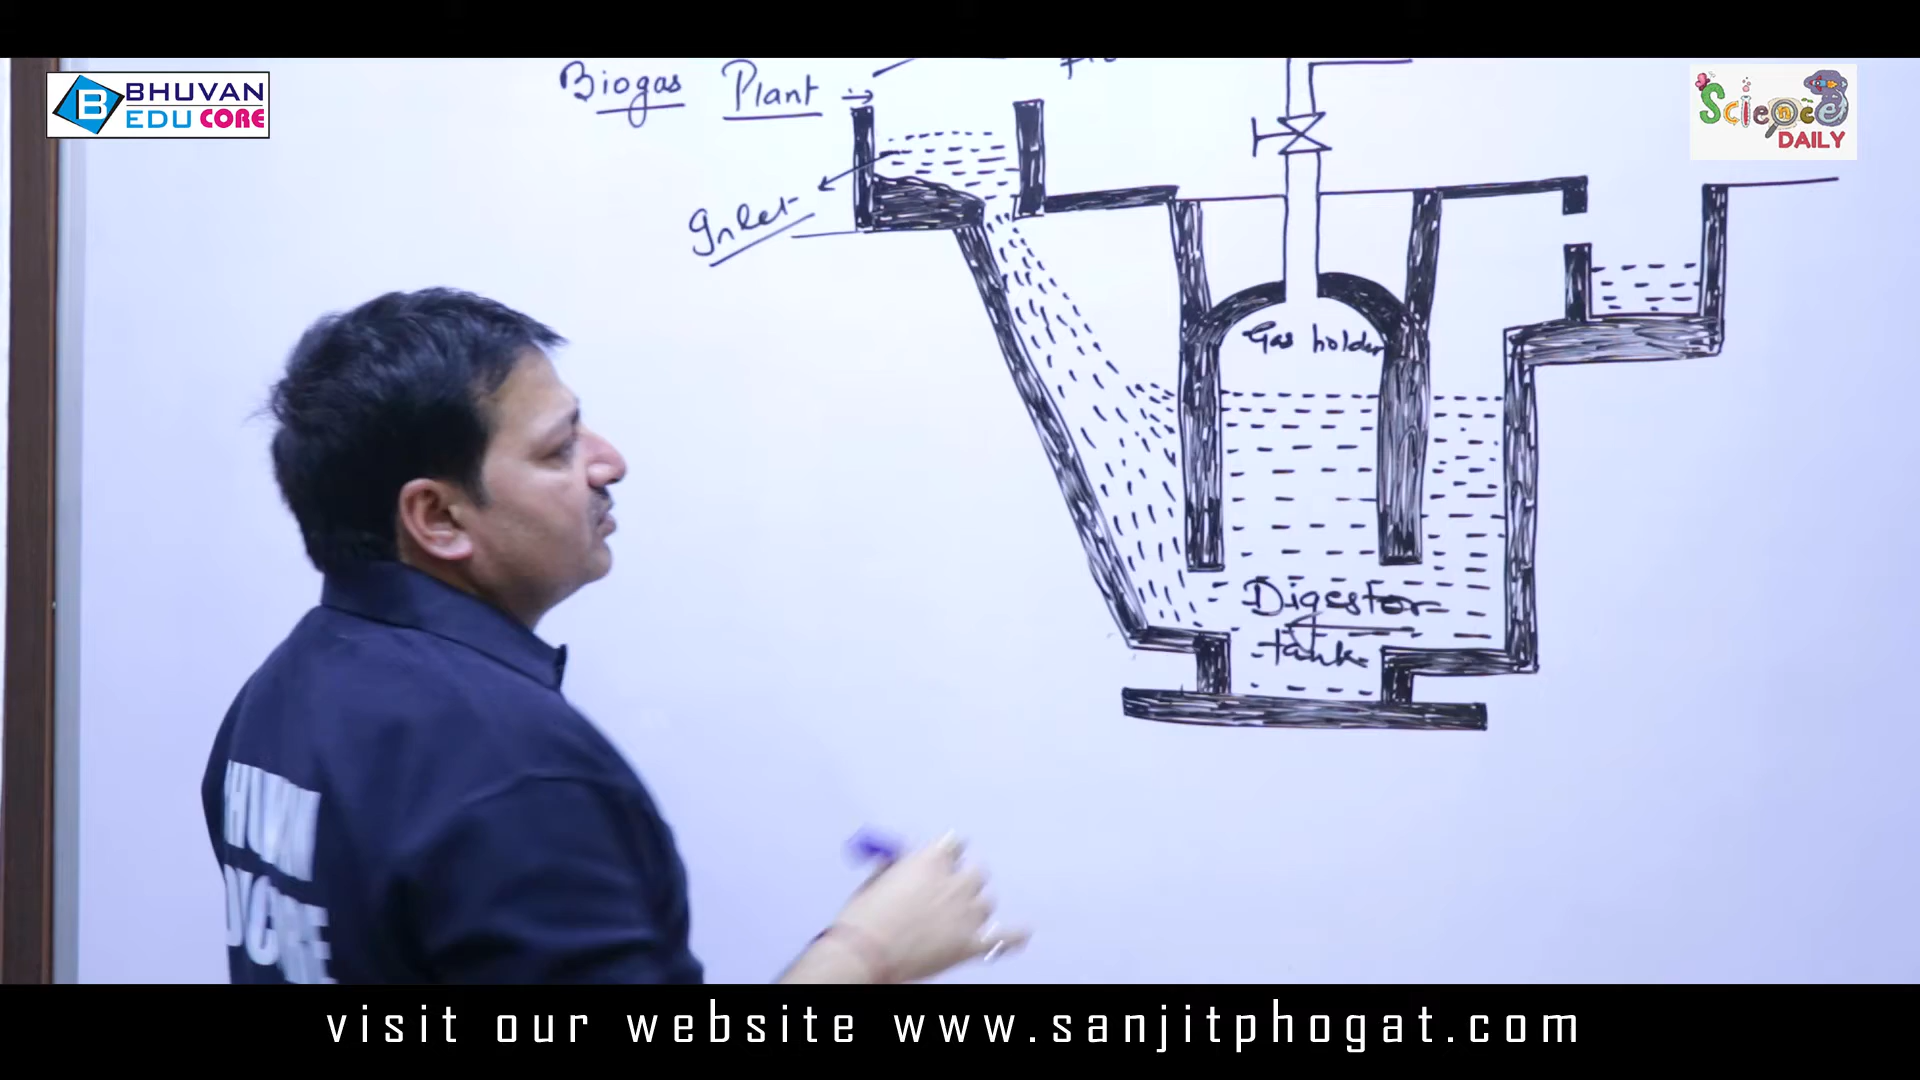 BHUVAN
EDU CORE
Science
DAILY
Biogas Plant
Inlet
Gas holder
Digestor
tank
visit our website www.sanjitphogat.com